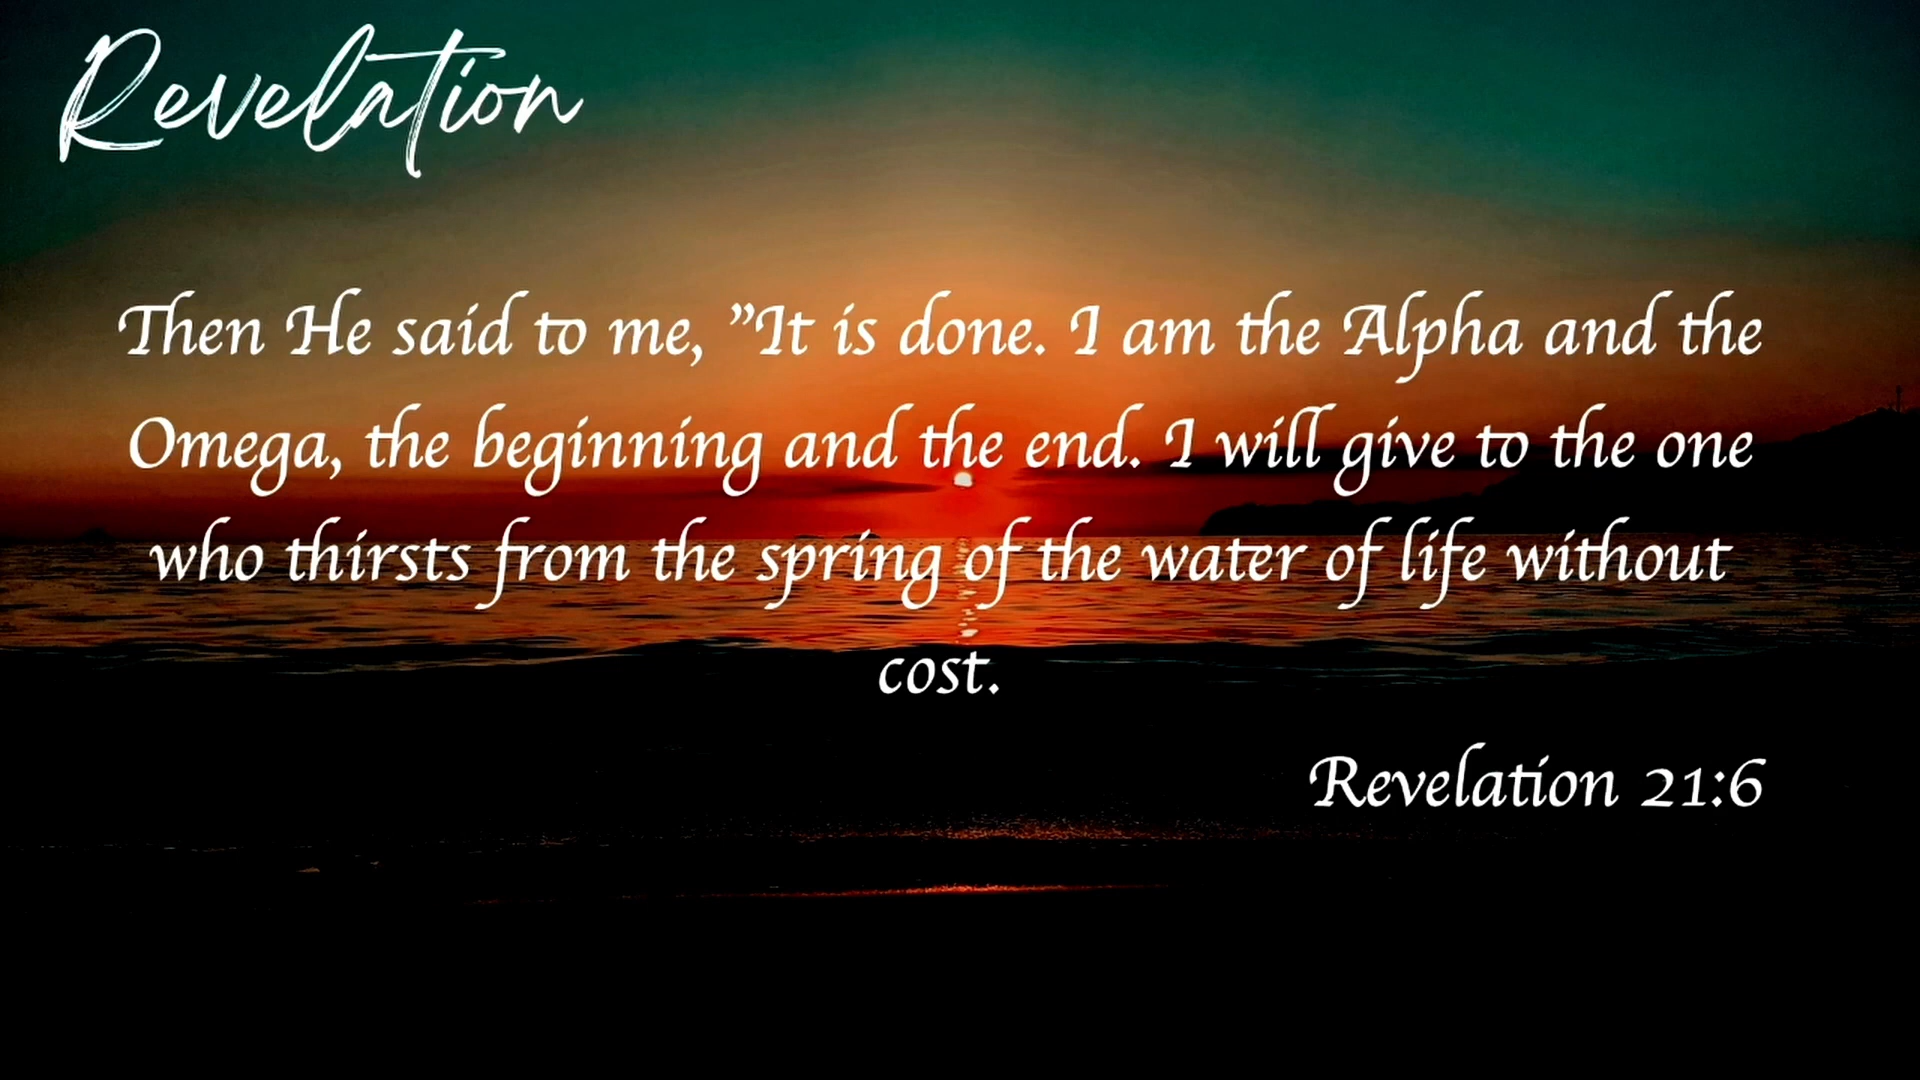 Revelation
Then He said to me, "It is done. I am the Alpha and the
Omega, the beginning and the end. I will give to the one
who thirsts from the spring of the water of life without
cost.
Revelation 21:6